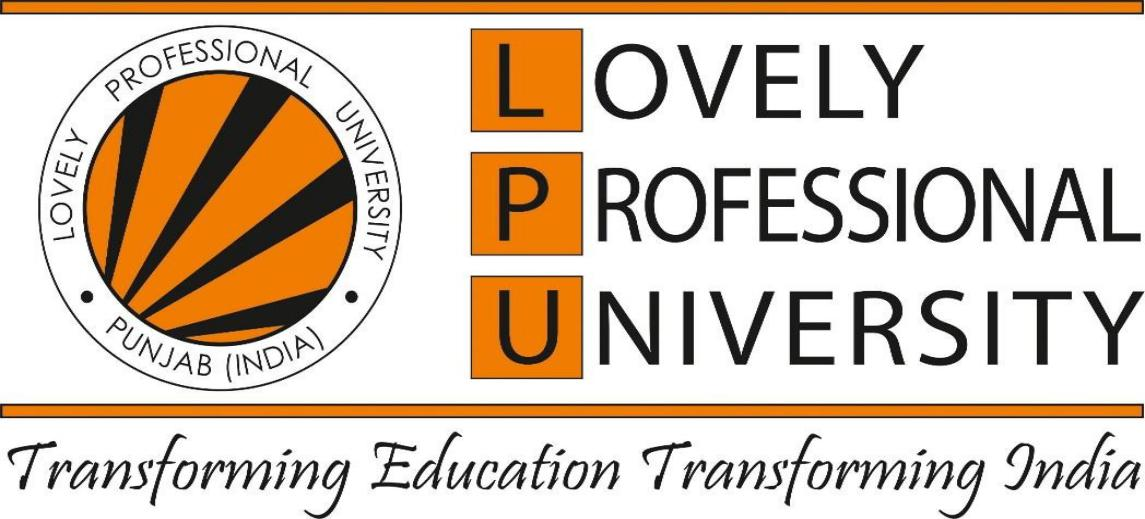 LOVELY PROFESSIONAL UNIVERSITY
PUNJAB (INDIA)
LOVELY
PROFESSIONAL
UNIVERSITY
Transforming Education Transforming India